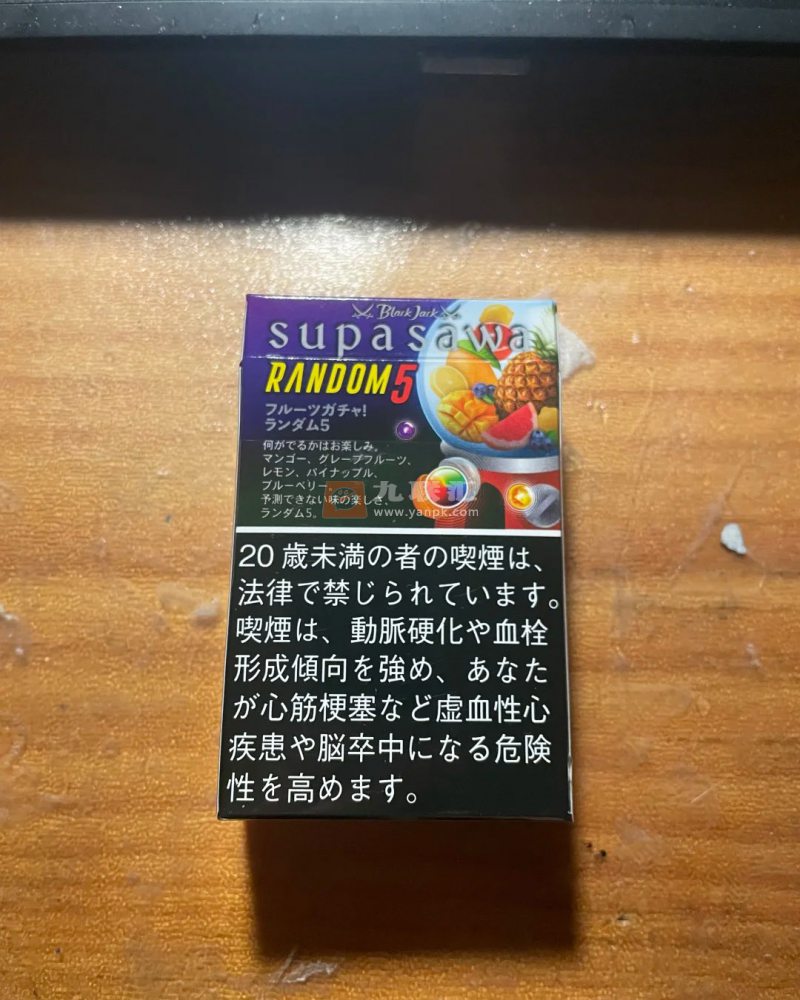 Black Jack
supa sawa
RANDOM5
フルーツガチャ!
ランダム5
何がでるかはお楽しみ。
マンゴー、グレープフルーツ、
レモン、パイナップル、
ブルーベリー。
予測できない味の楽しさ、
ランダム5。
www.yanpk.com
20 歳未満の者の喫煙は、
法律で禁じられています。
喫煙は、動脈硬化や血栓
形成傾向を強め、あなた
が心筋梗塞など虚血性心
疾患や脳卒中になる危険
性を高めます。